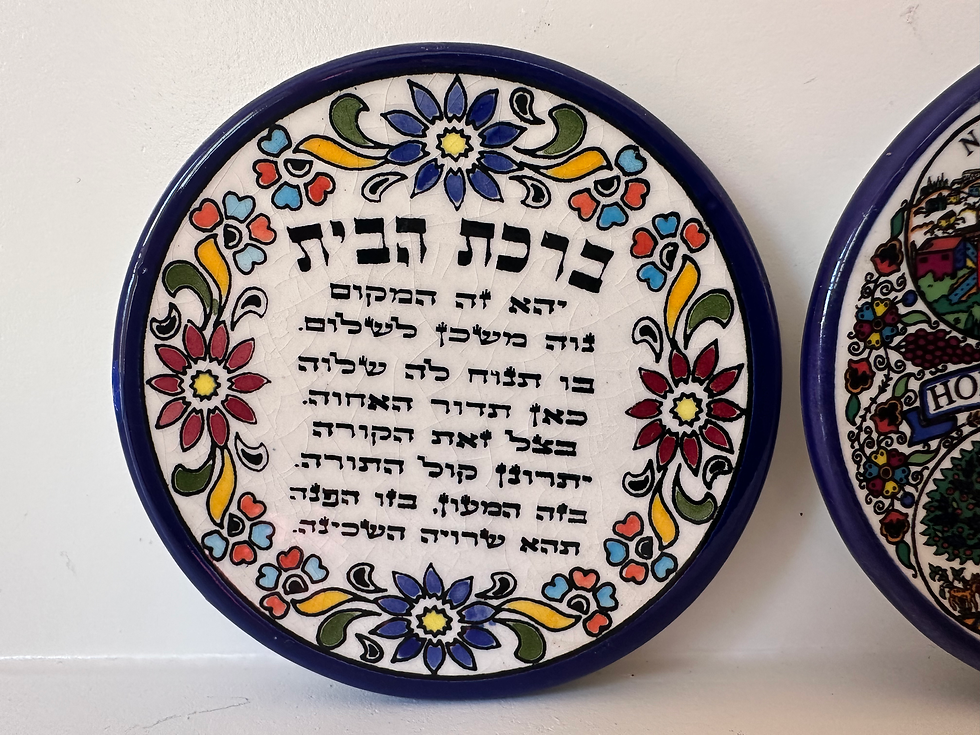 ברכת הבית
יהא זה המקום
נוה משכן לשלום.
בו תנוח לה שלוה
כאן תדור האחוה.
בצל זאת הקורה
יתרונן קול התורה.
בזה המעון, בזו הפנה
תהא שרויה השכינה.
N
HO